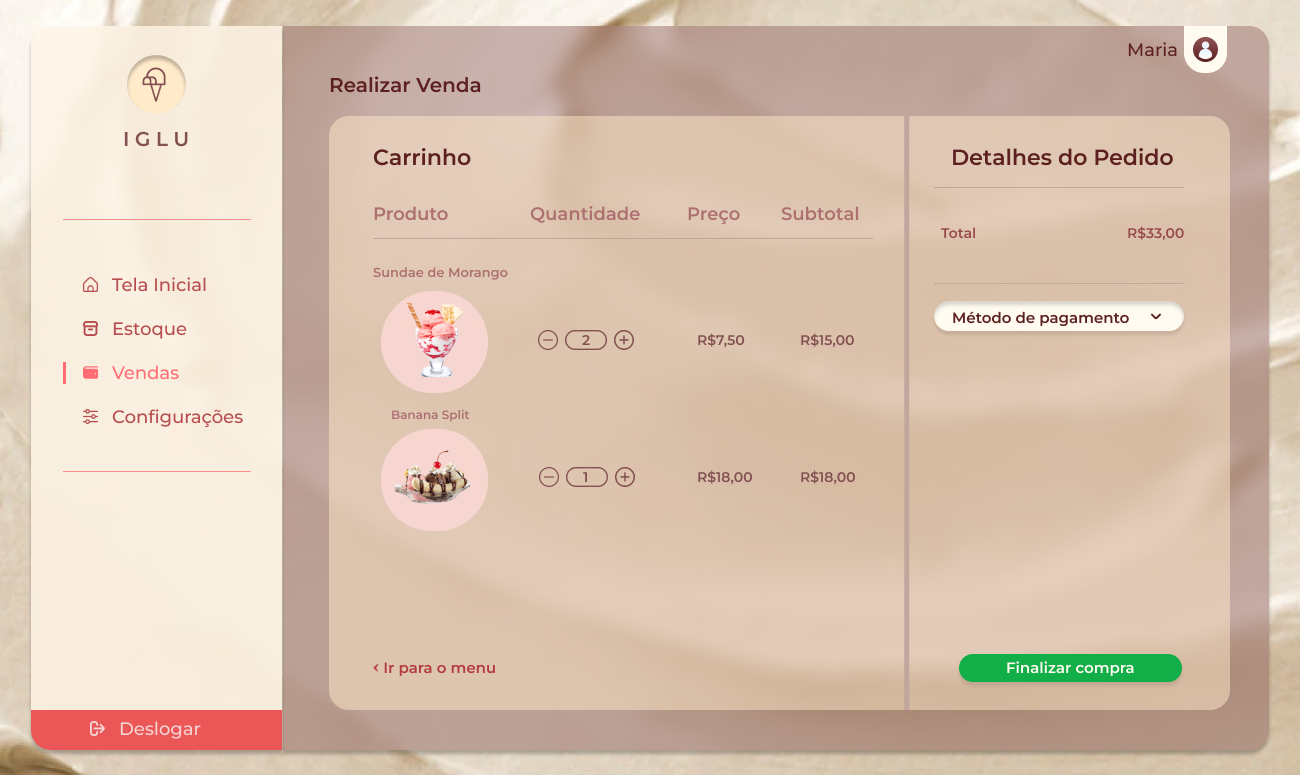 IGLU
Tela Inicial
Estoque
Vendas
Configurações
Deslogar
Maria
Realizar Venda
Carrinho
Produto Quantidade Preço Subtotal
Sundae de Morango
2 R$7,50 R$15,00
Banana Split
1 R$18,00 R$18,00
‹ Ir para o menu
Detalhes do Pedido
Total R$33,00
Método de pagamento
Finalizar compra